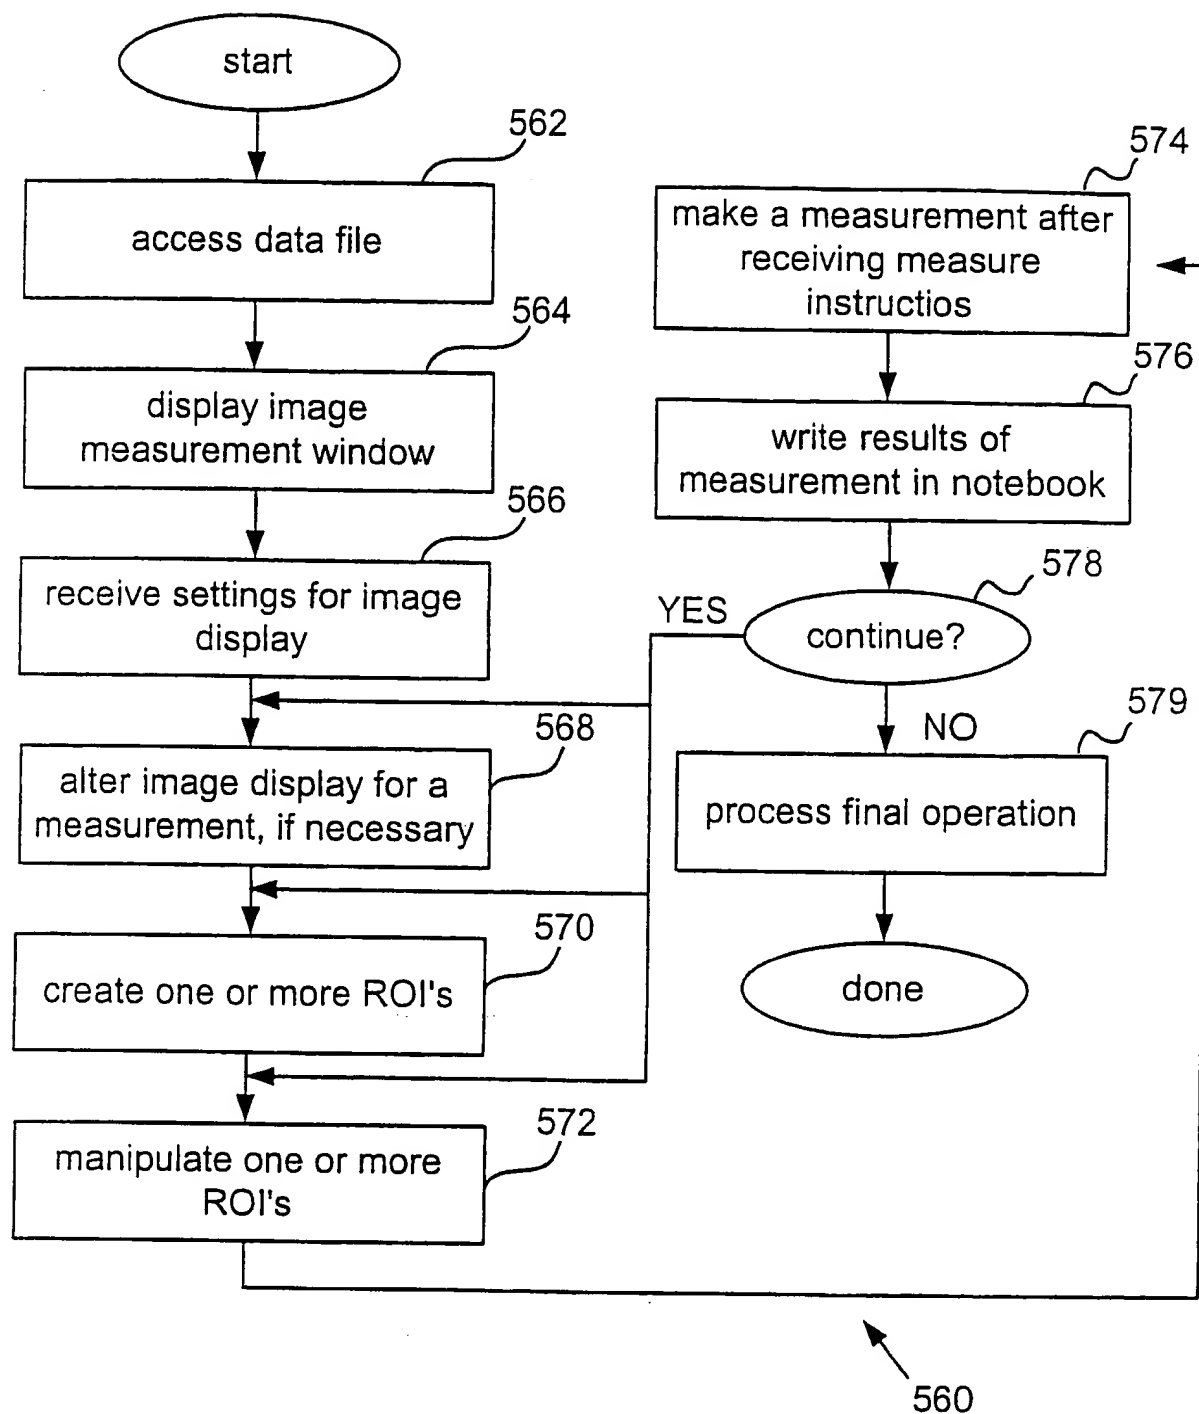 start
562
access data file
564
display image
measurement window
566
receive settings for image
display
568
alter image display for a
measurement, if necessary
570
create one or more ROI's
572
manipulate one or more
ROI's
574
make a measurement after
receiving measure
instructios
576
write results of
measurement in notebook
578
YES
continue?
NO
579
process final operation
done
560